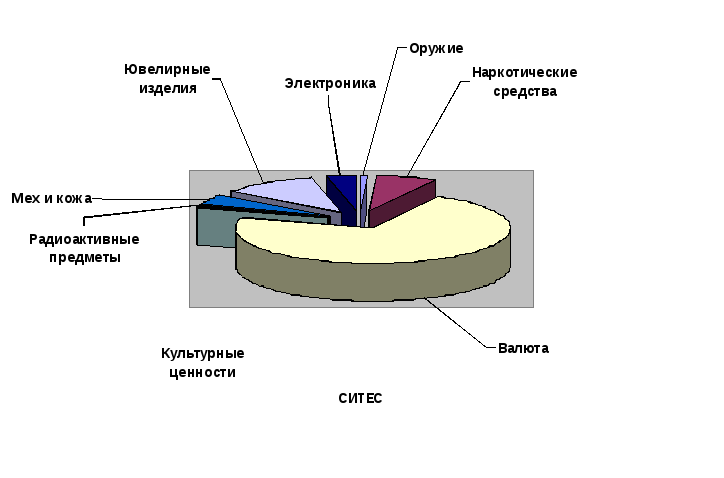 Оружие
Ювелирные
изделия
Электроника
Наркотические
средства
Мех и кожа
Радиоактивные
предметы
Валюта
Культурные
ценности
СИТЕС